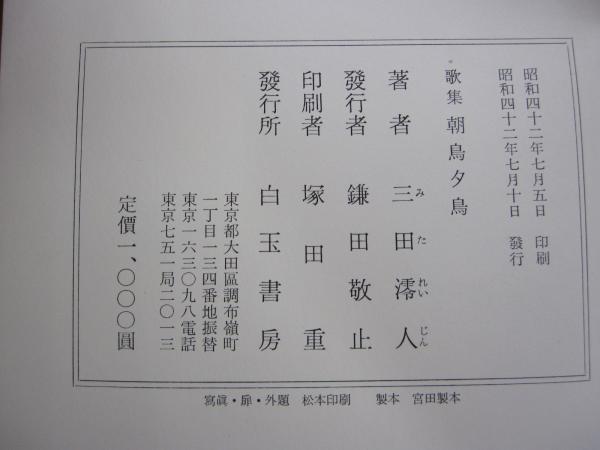 昭和四十二年七月五日 印刷
昭和四十二年七月十日 發行
歌集 朝鳥夕鳥
著者 三田澪人
みたれいじん
發行者 鎌田敬止
印刷者 塚田重
發行所 白玉書房
東京都大田區調布嶺町
一丁目一三四番地振替
東京一六三〇九八電話
東京七五一局二〇一三
定價一、〇〇〇圓
寫眞・扉・外題 松本印刷 製本 宮田製本